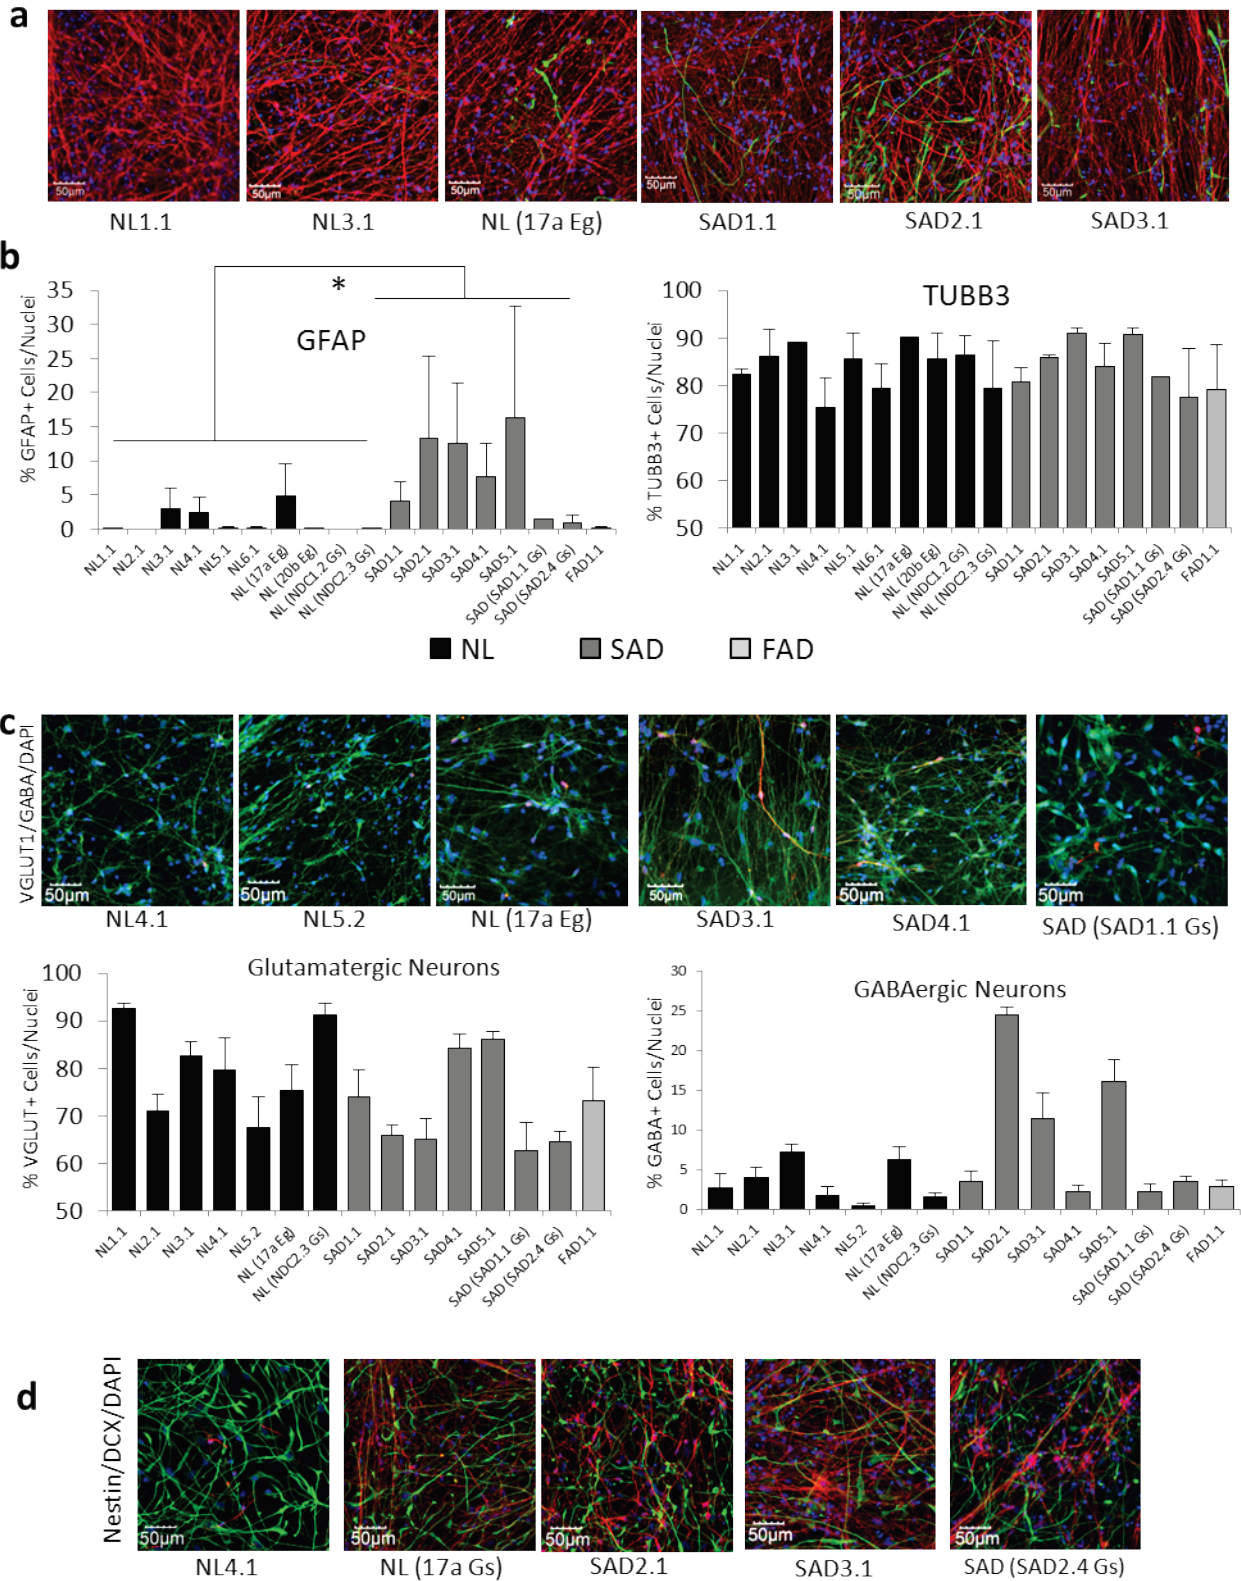 a
50µm
50µm
50µm
50µm
50µm
50µm
NL1.1
NL3.1
NL (17a Eg)
SAD1.1
SAD2.1
SAD3.1
b
% GFAP+ Cells/Nuclei
35
30
25
20
15
10
5
0
*
GFAP
NL1.1
NL2.1
NL3.1
NL4.1
NL5.1
NL6.1
NL (17a Eg)
NL (20b Eg)
NL (NDC1.2 Gs)
NL (NDC2.3 Gs)
SAD1.1
SAD2.1
SAD3.1
SAD4.1
SAD5.1
SAD (SAD1.1 Gs)
SAD (SAD2.4 Gs)
FAD1.1
% TUBB3+ Cells/Nuclei
100
90
80
70
60
50
TUBB3
NL1.1
NL2.1
NL3.1
NL4.1
NL5.1
NL6.1
NL (17a Eg)
NL (20b Eg)
NL (NDC1.2 Gs)
NL (NDC2.3 Gs)
SAD1.1
SAD2.1
SAD3.1
SAD4.1
SAD5.1
SAD (SAD1.1 Gs)
SAD (SAD2.4 Gs)
FAD1.1
NL SAD FAD
c
VGLUT1/GABA/DAPI
50µm
50µm
50µm
50µm
50µm
50µm
NL4.1
NL5.2
NL (17a Eg)
SAD3.1
SAD4.1
SAD (SAD1.1 Gs)
Glutamatergic Neurons
% VGLUT+ Cells/Nuclei
100
90
80
70
60
50
NL1.1
NL2.1
NL3.1
NL4.1
NL5.2
NL (17a Eg)
NL (NDC2.3 Gs)
SAD1.1
SAD2.1
SAD3.1
SAD4.1
SAD5.1
SAD (SAD1.1 Gs)
SAD (SAD2.4 Gs)
FAD1.1
GABAergic Neurons
% GABA+ Cells/Nuclei
30
25
20
15
10
5
0
NL1.1
NL2.1
NL3.1
NL4.1
NL5.2
NL (17a Eg)
NL (NDC2.3 Gs)
SAD1.1
SAD2.1
SAD3.1
SAD4.1
SAD5.1
SAD (SAD1.1 Gs)
SAD (SAD2.4 Gs)
FAD1.1
d
Nestin/DCX/DAPI
50µm
50µm
50µm
50µm
50µm
NL4.1
NL (17a Gs)
SAD2.1
SAD3.1
SAD (SAD2.4 Gs)